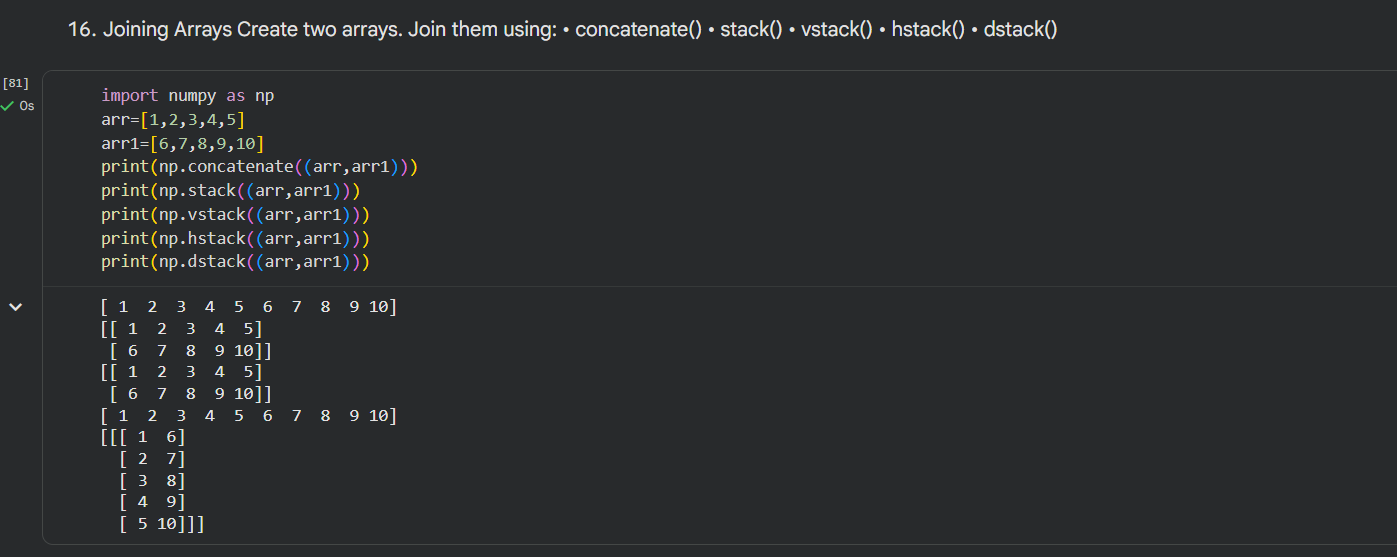 16. Joining Arrays Create two arrays. Join them using: • concatenate() • stack() • vstack() • hstack() • dstack()
[81]
0s
import numpy as np
arr=[1,2,3,4,5]
arr1=[6,7,8,9,10]
print(np.concatenate((arr,arr1)))
print(np.stack((arr,arr1)))
print(np.vstack((arr,arr1)))
print(np.hstack((arr,arr1)))
print(np.dstack((arr,arr1)))
[ 1  2  3  4  5  6  7  8  9 10]
[[ 1  2  3  4  5]
 [ 6  7  8  9 10]]
[[ 1  2  3  4  5]
 [ 6  7  8  9 10]]
[ 1  2  3  4  5  6  7  8  9 10]
[[[ 1  6]
  [ 2  7]
  [ 3  8]
  [ 4  9]
  [ 5 10]]]